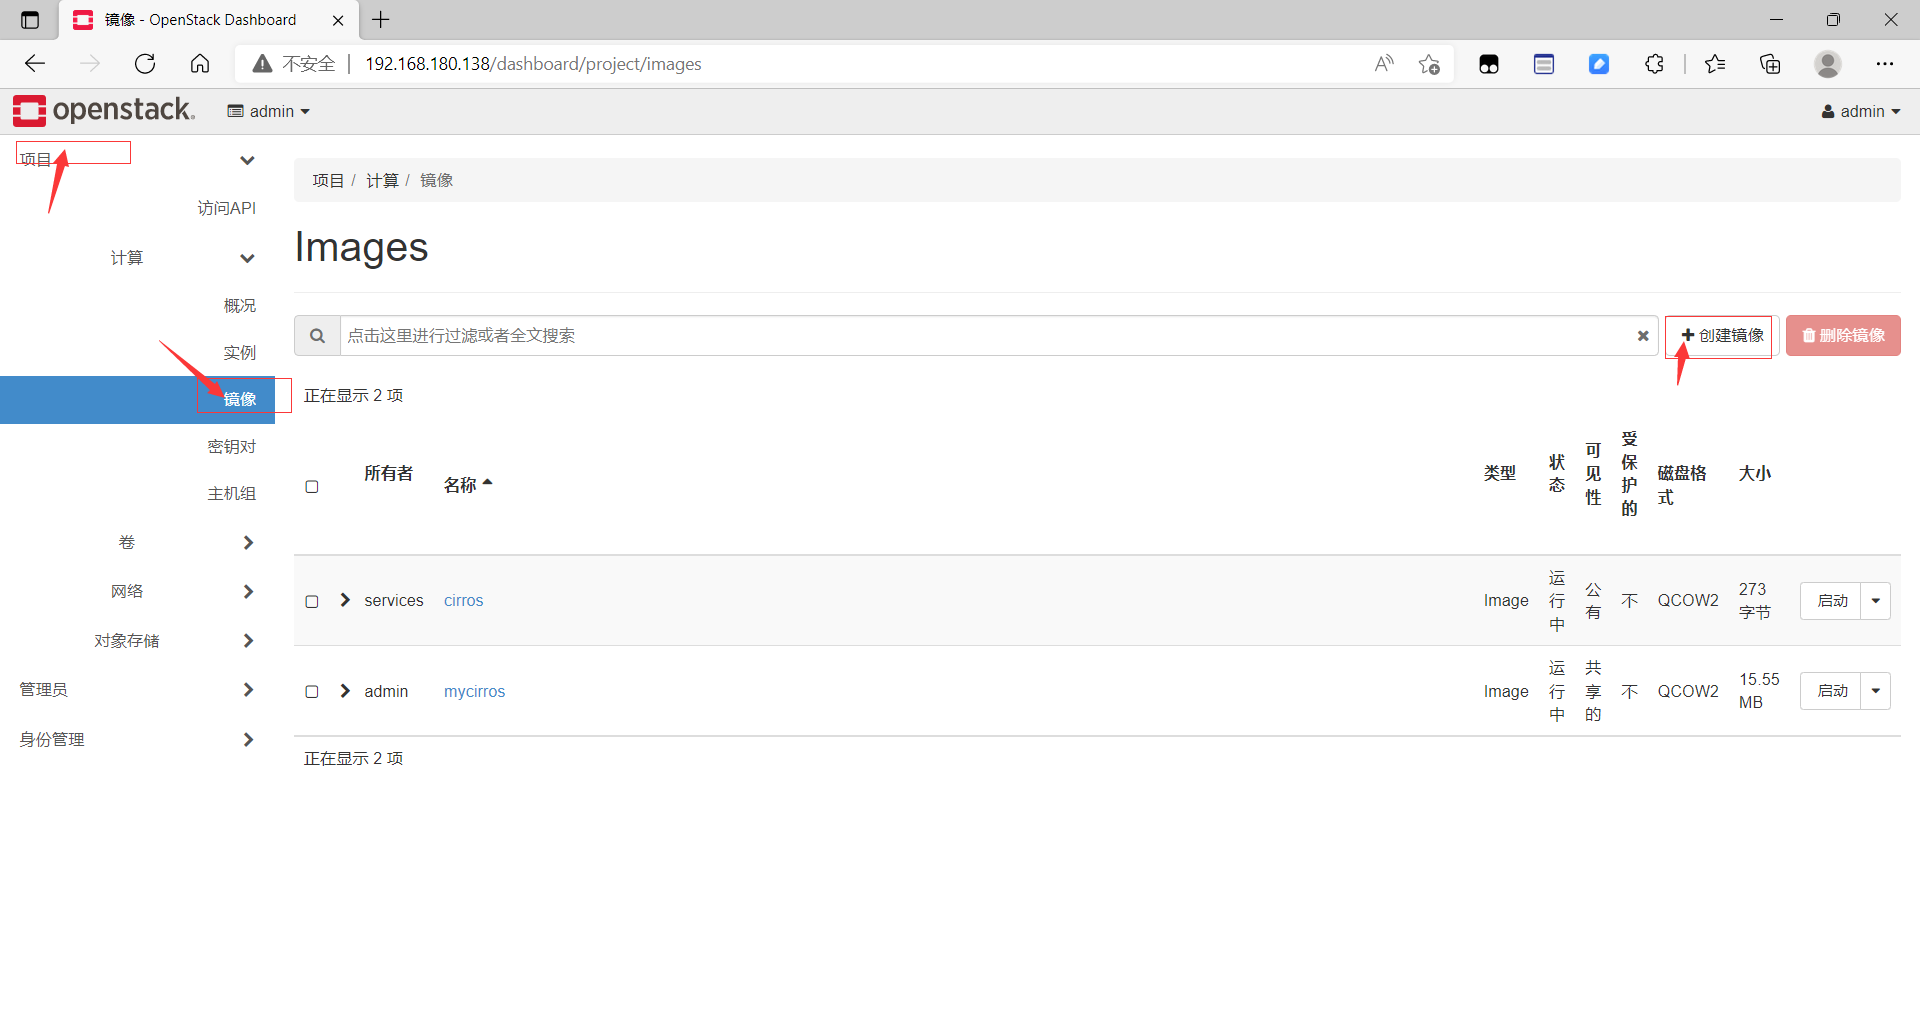 镜像 - OpenStack Dashboard
不安全 192.168.180.138/dashboard/project/images
openstack. admin admin
项目
访问API
计算
概况
实例
镜像
密钥对
主机组
卷
网络
对象存储
管理员
身份管理
项目 / 计算 / 镜像
Images
点击这里进行过滤或者全文搜索 创建镜像 删除镜像
正在显示 2 项
所有者 名称 类型 状态 可见性 受保护的 磁盘格式 大小
services cirros Image 运行中 公有 不 QCOW2 273 字节 启动
admin mycirros Image 运行中 共享的 不 QCOW2 15.55 MB 启动
正在显示 2 项